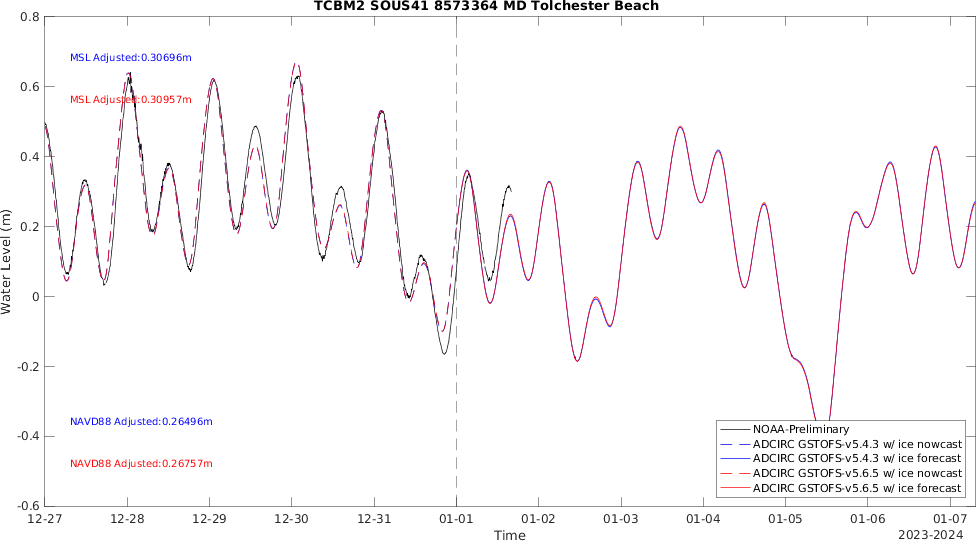 TCBM2 SOUS41 8573364 MD Tolchester Beach
0.8
0.6
0.4
0.2
0
-0.2
-0.4
-0.6
Water Level (m)
MSL Adjusted:0.30696m
MSL Adjusted:0.30957m
NAVD88 Adjusted:0.26496m
NAVD88 Adjusted:0.26757m
NOAA-Preliminary
ADCIRC GSTOFS-v5.4.3 w/ ice nowcast
ADCIRC GSTOFS-v5.4.3 w/ ice forecast
ADCIRC GSTOFS-v5.6.5 w/ ice nowcast
ADCIRC GSTOFS-v5.6.5 w/ ice forecast
12-27 12-28 12-29 12-30 12-31 01-01 01-02 01-03 01-04 01-05 01-06 01-07
Time
2023-2024